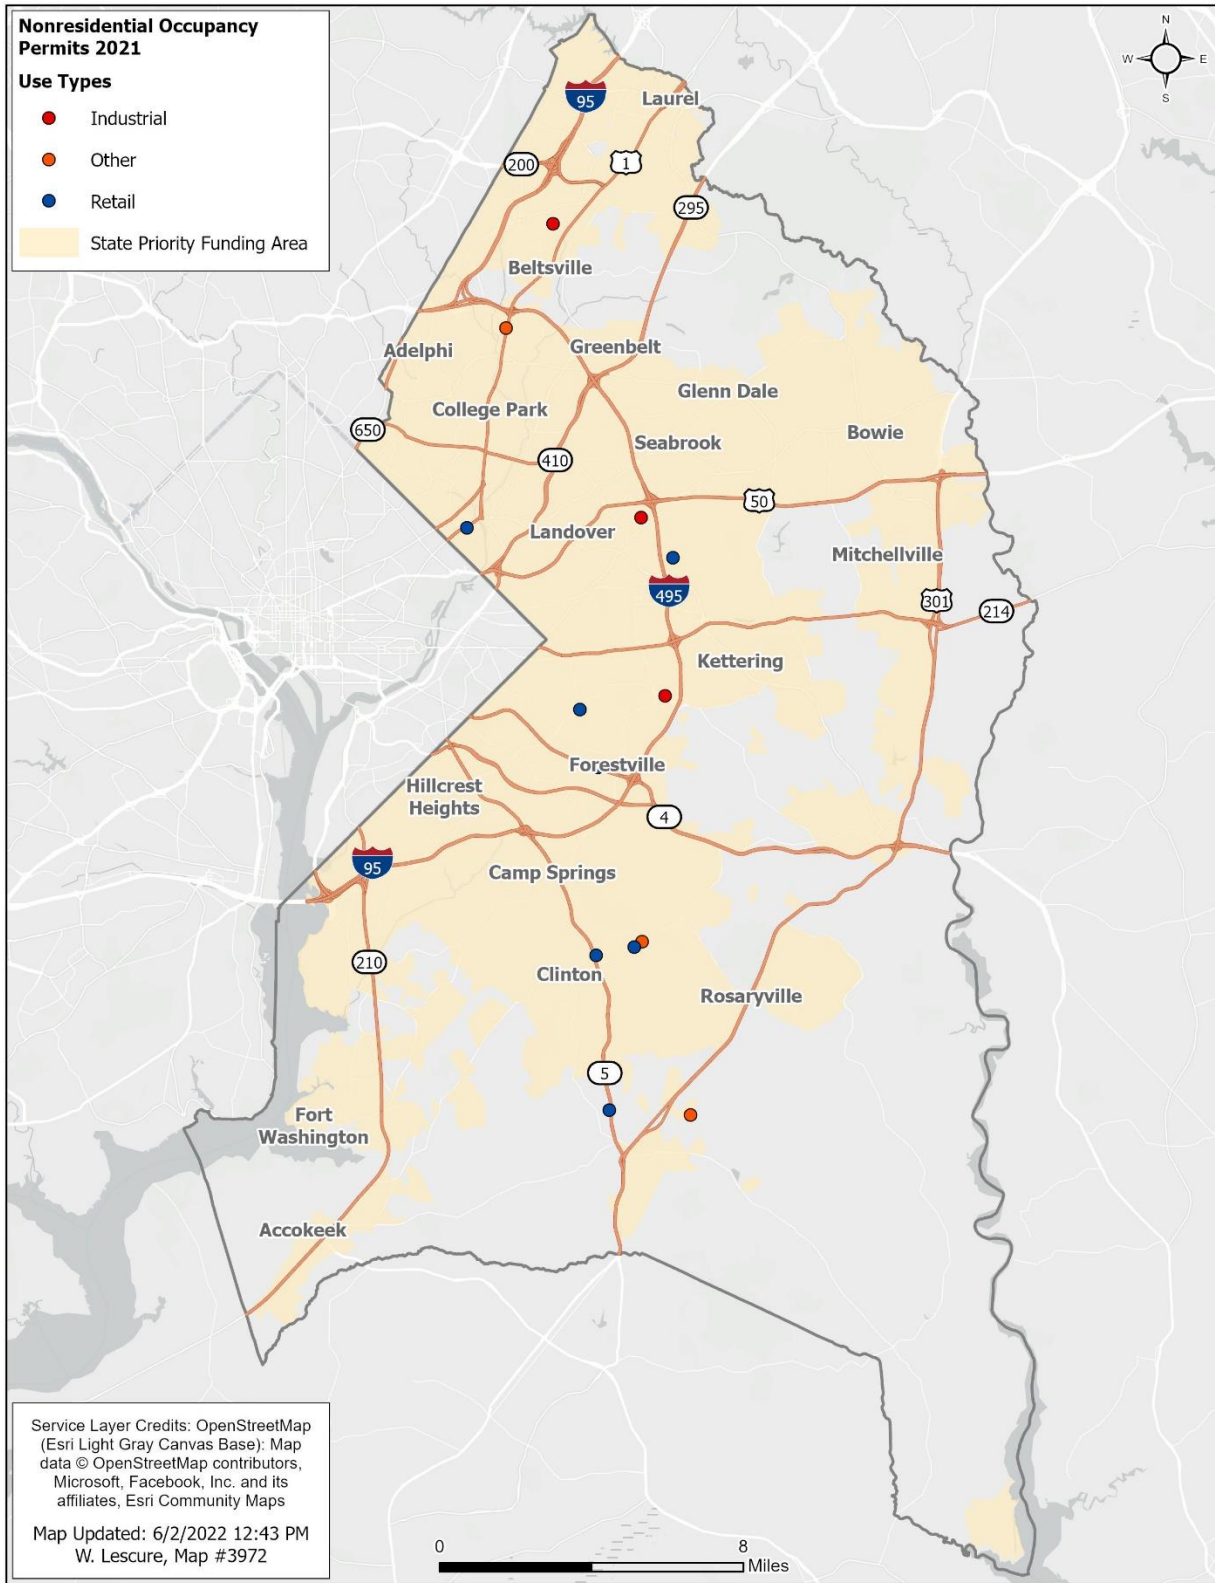 Nonresidential Occupancy
Permits 2021
Use Types
Industrial
Other
Retail
State Priority Funding Area
N
W
E
S
95
Laurel
200
1
295
Beltsville
Adelphi
Greenbelt
Glenn Dale
College Park
650
Seabrook
Bowie
410
50
Landover
Mitchellville
495
301
214
Kettering
Forestville
Hillcrest
Heights
4
95
Camp Springs
210
Clinton
Rosaryville
5
Fort
Washington
Accokeek
Service Layer Credits: OpenStreetMap
(Esri Light Gray Canvas Base): Map
data © OpenStreetMap contributors,
Microsoft, Facebook, Inc. and its
affiliates, Esri Community Maps
Map Updated: 6/2/2022 12:43 PM
W. Lescure, Map #3972
0
8
Miles